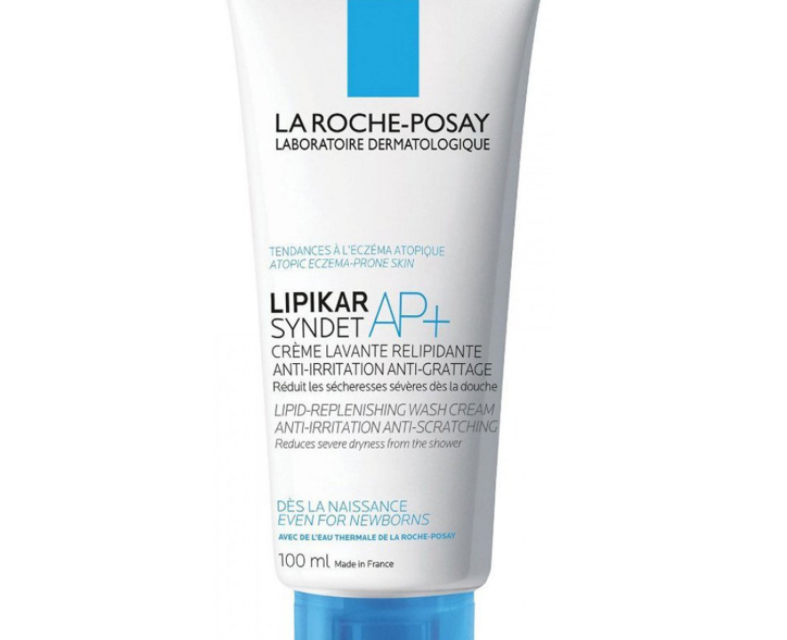 LA ROCHE-POSAY
LABORATOIRE DERMATOLOGIQUE
TENDANCES À L'ECZÉMA ATOPIQUE
ATOPIC ECZEMA-PRONE SKIN
LIPIKAR
SYNDET AP+
CRÈME LAVANTE RELIPIDANTE
ANTI-IRRITATION ANTI-GRATTAGE
Réduit les sécheresses sévères dès la douche
LIPID-REPLENISHING WASH CREAM
ANTI-IRRITATION ANTI-SCRATCHING
Reduces severe dryness from the shower
DÈS LA NAISSANCE
EVEN FOR NEWBORNS
AVEC DE L'EAU THERMALE DE LA ROCHE-POSAY
100 ml Made in France